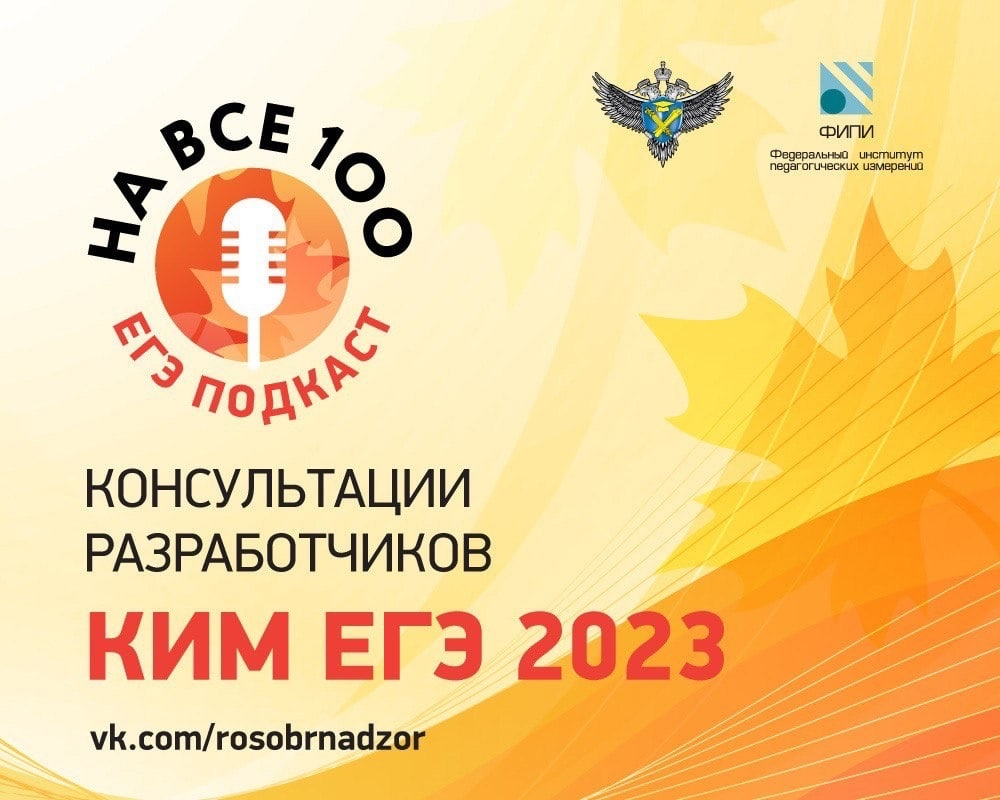 НА ВСЕ 100
ЕГЭ ПОДКАСТ
ФИПИ
Федеральный институт
педагогических измерений
КОНСУЛЬТАЦИИ
РАЗРАБОТЧИКОВ
КИМ ЕГЭ 2023
vk.com/rosobrnadzor